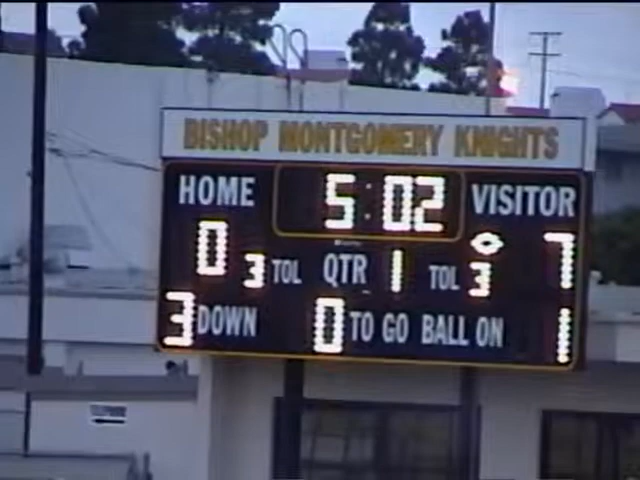 BISHOP MONTGOMERY KNIGHTS
HOME 5:02 VISITOR
0 3 TOL QTR 1 TOL 3 7
3 DOWN 0 TO GO BALL ON 1